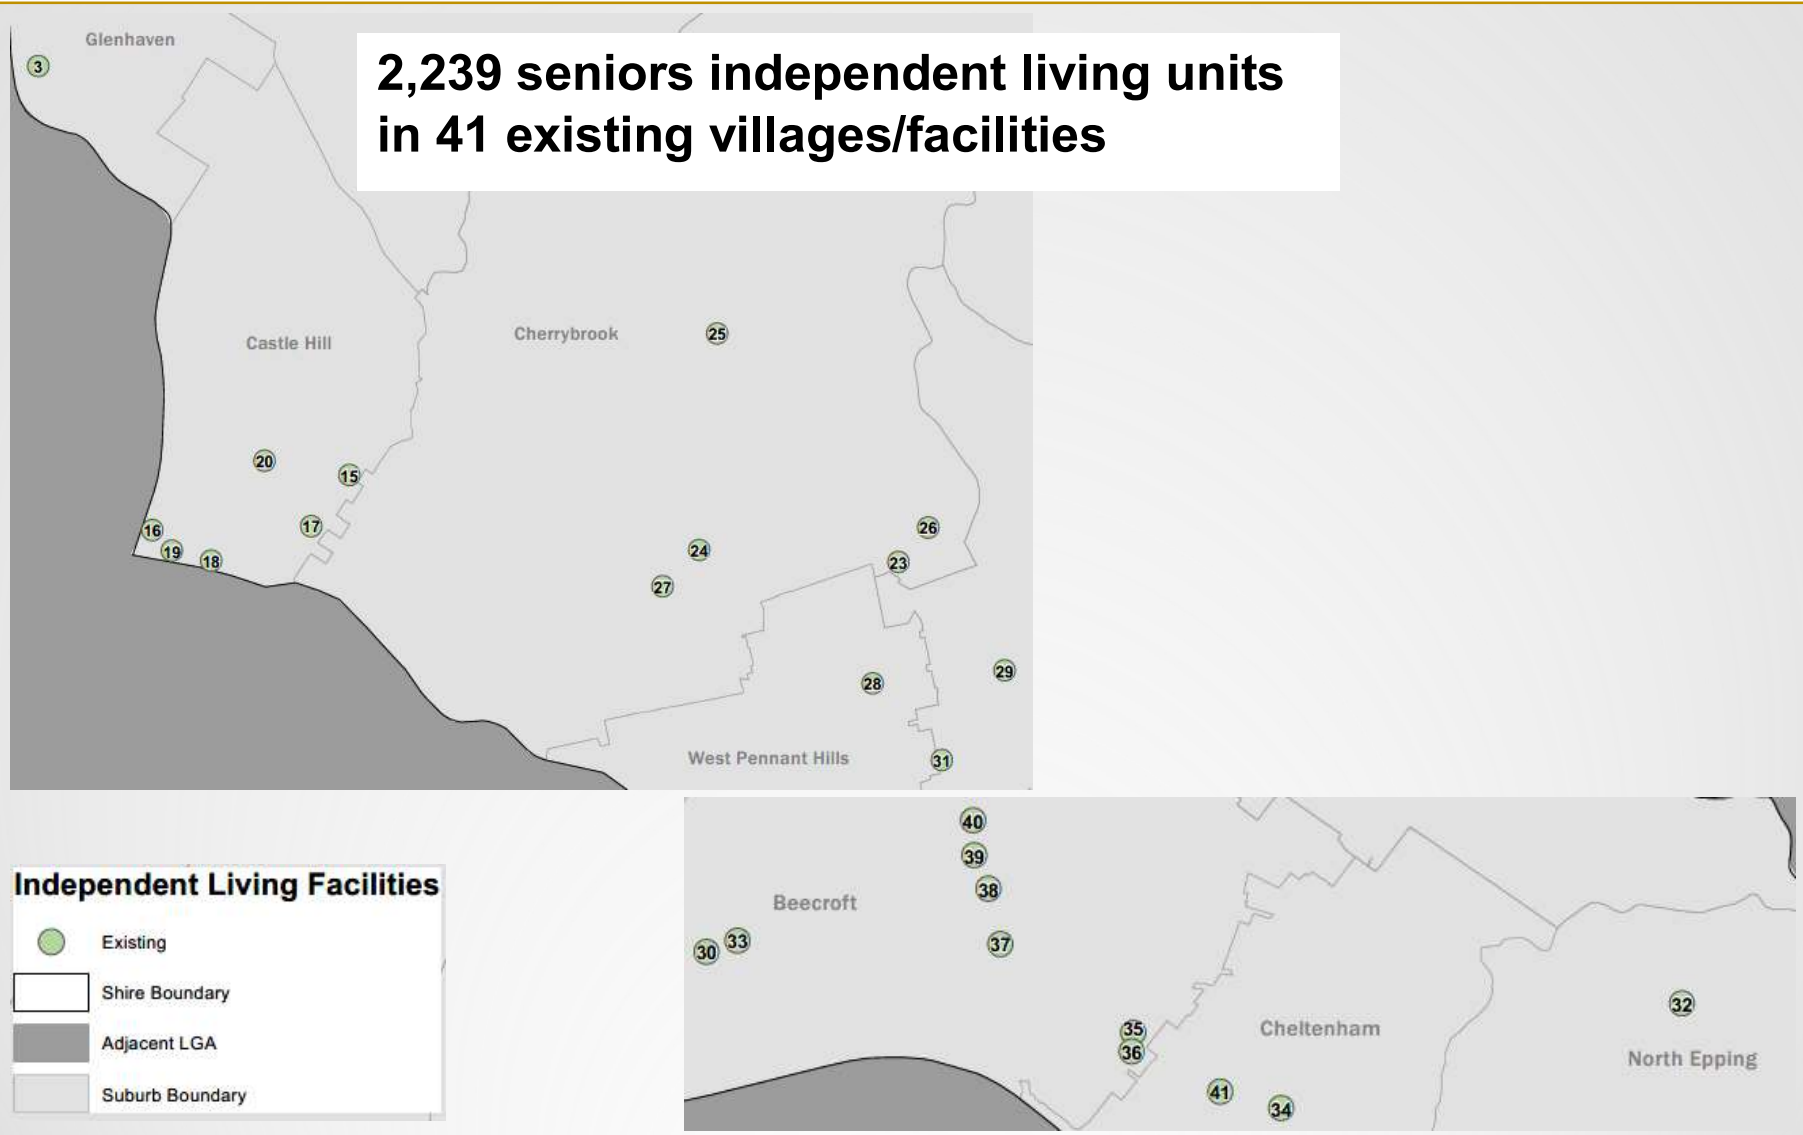 Glenhaven
3
2,239 seniors independent living units
in 41 existing villages/facilities
Castle Hill
Cherrybrook
25
20
15
16
17
19
18
24
27
26
23
28
29
West Pennant Hills
31
Independent Living Facilities
Existing
Shire Boundary
Adjacent LGA
Suburb Boundary
40
39
38
Beecroft
30
33
37
35
36
Cheltenham
32
North Epping
41
34